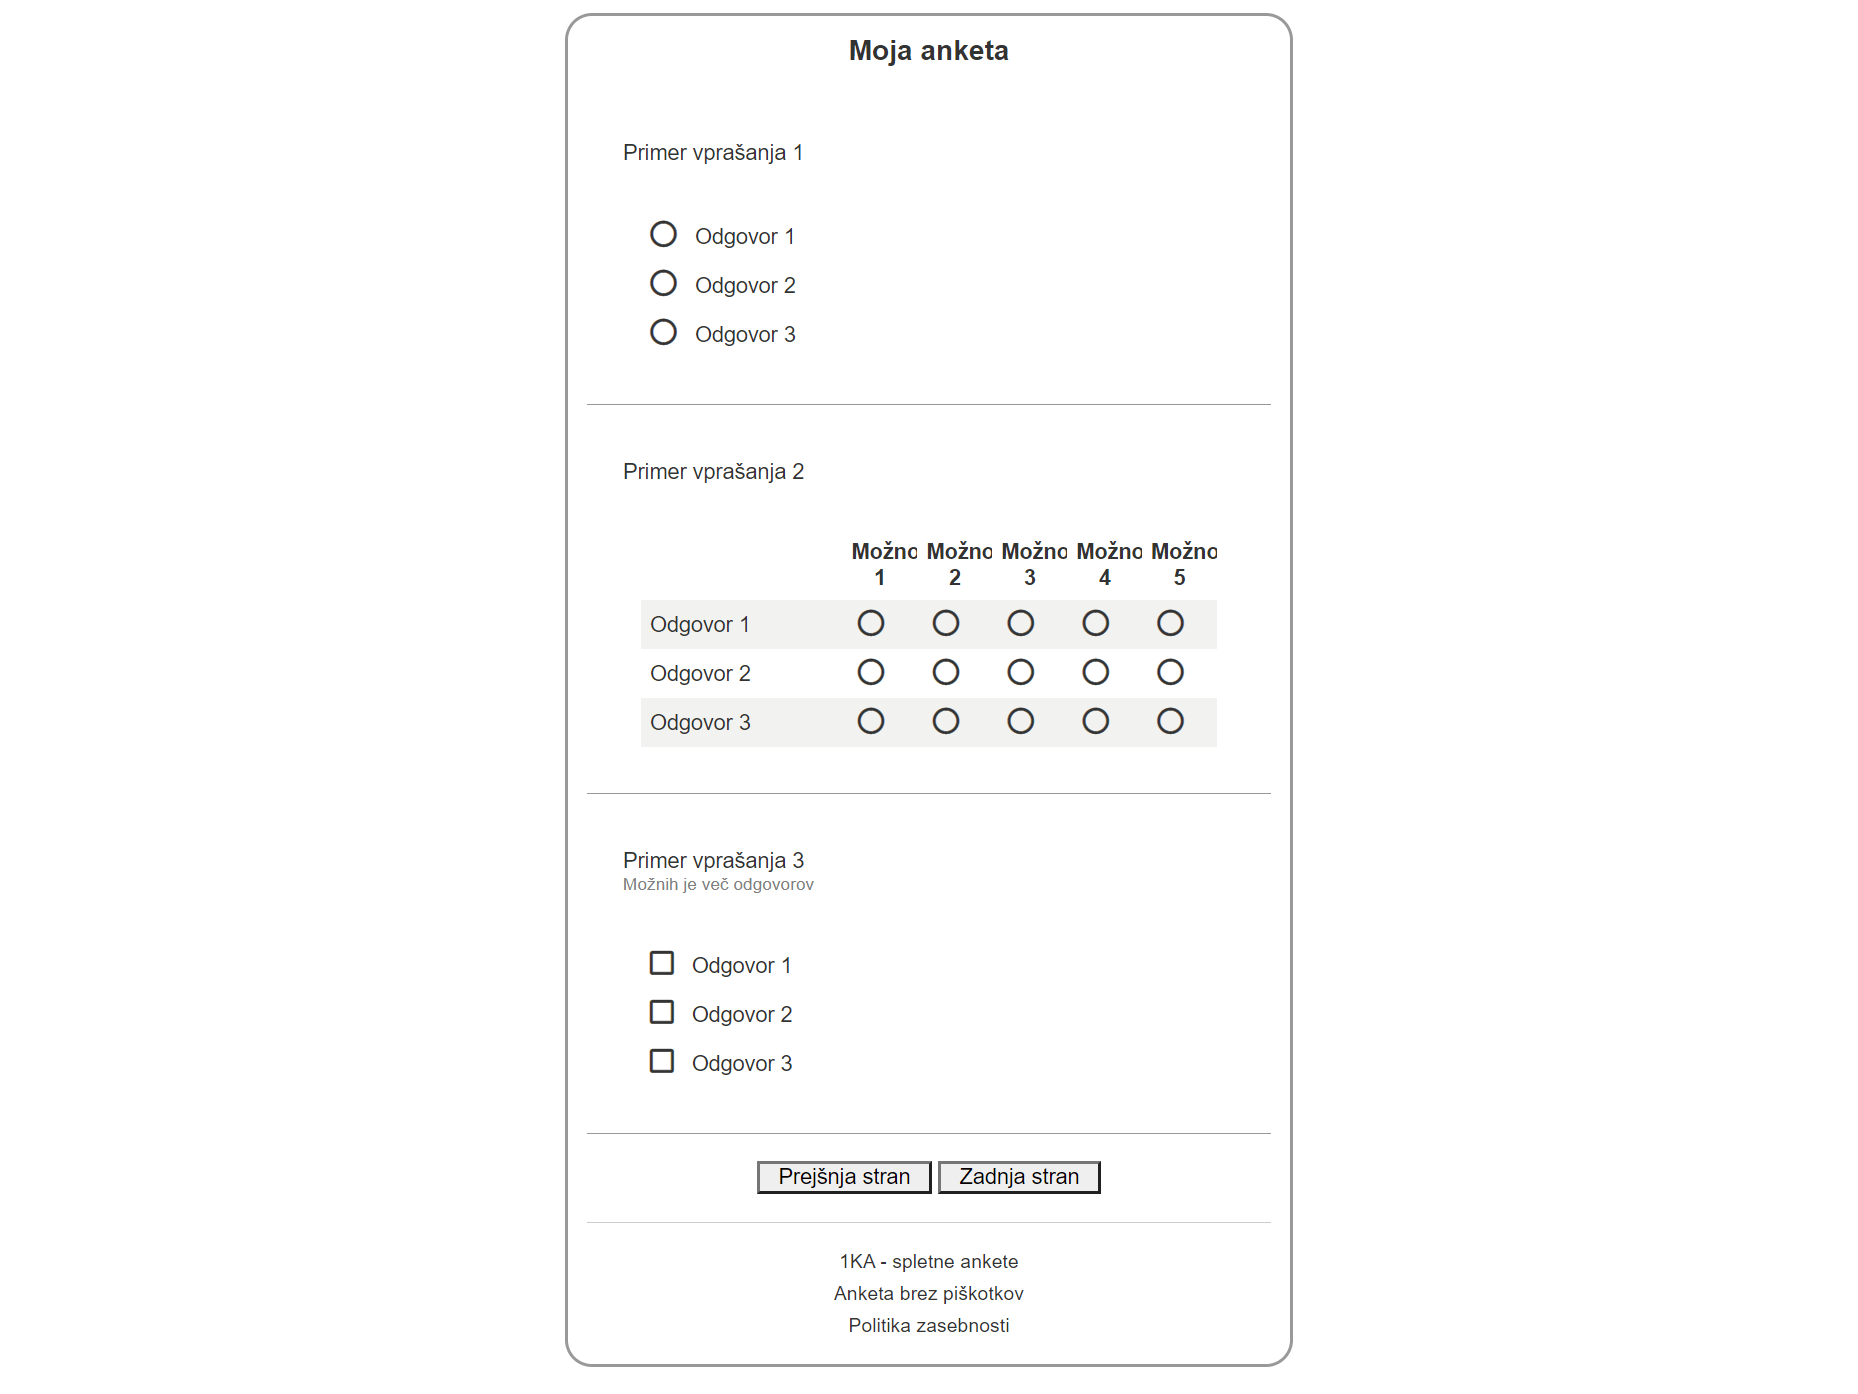 Moja anketa
Primer vprašanja 1
Odgovor 1
Odgovor 2
Odgovor 3
Primer vprašanja 2
Možno Možno Možno Možno Možno
1 2 3 4 5
Odgovor 1
Odgovor 2
Odgovor 3
Primer vprašanja 3
Možnih je več odgovorov
Odgovor 1
Odgovor 2
Odgovor 3
Prejšnja stran Zadnja stran
1KA - spletne ankete
Anketa brez piškotkov
Politika zasebnosti